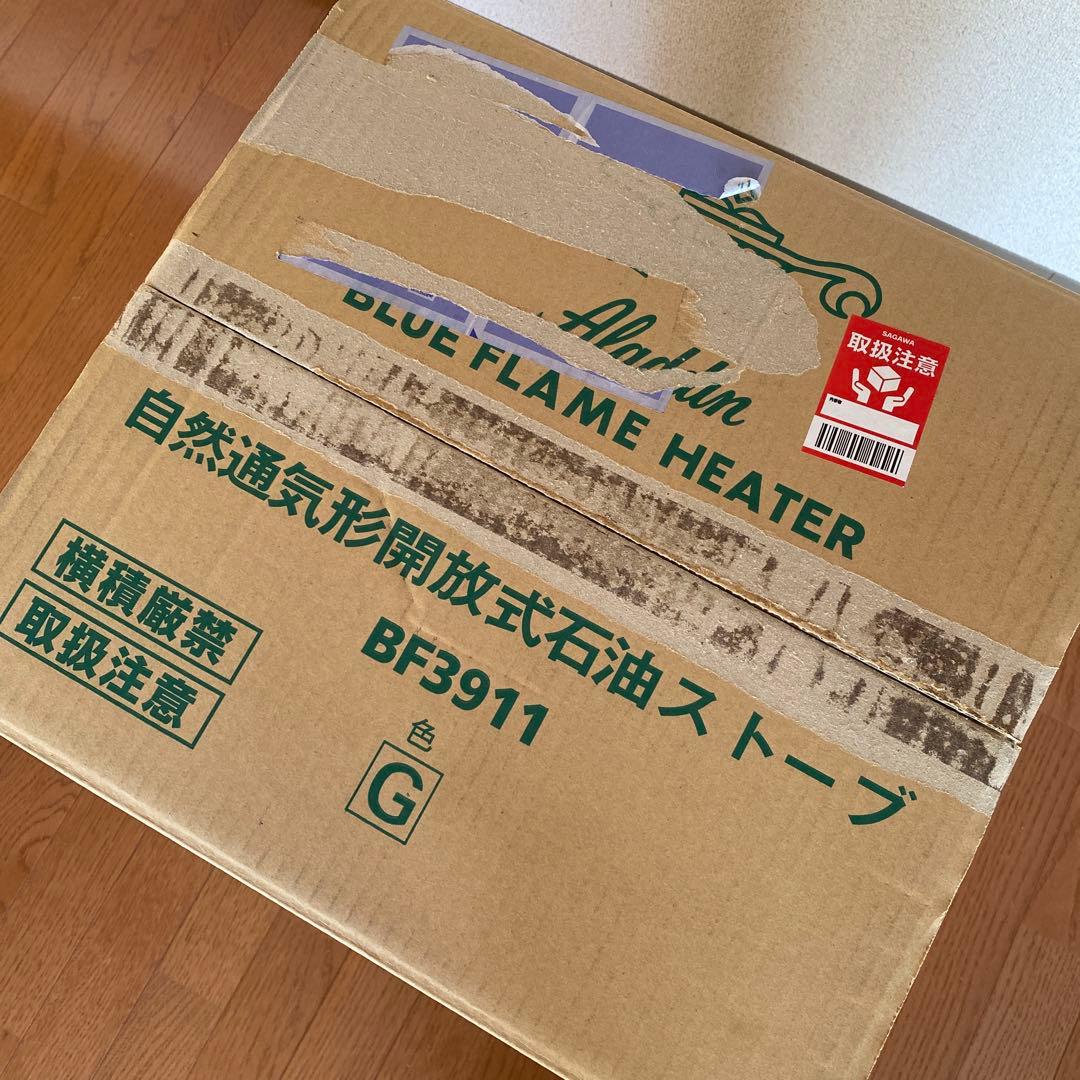 Aladdin
BLUE FLAME HEATER
SAGAWA
取扱注意
自然通気形開放式石油ストーブ
横積厳禁
取扱注意
BF3911
色
G